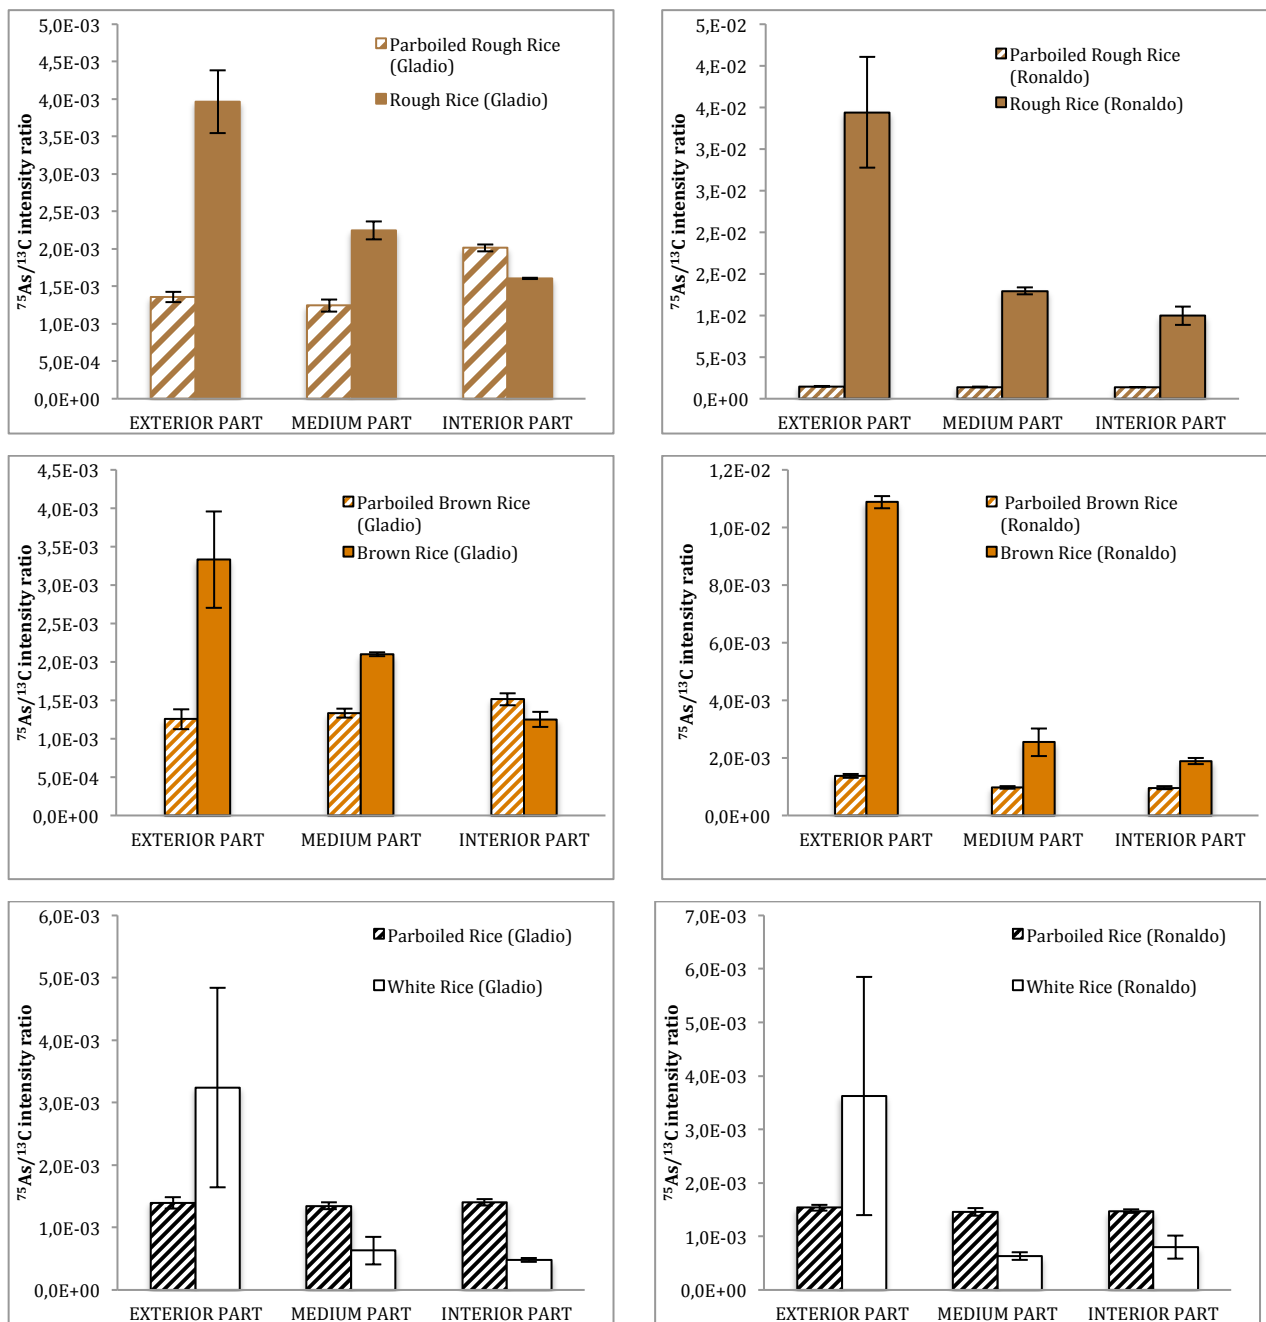 5,0E-03
4,5E-03
4,0E-03
3,5E-03
3,0E-03
2,5E-03
2,0E-03
1,5E-03
1,0E-03
5,0E-04
0,0E+00
⁷⁵As/¹³C intensity ratio
Parboiled Rough Rice
(Gladio)
Rough Rice (Gladio)
EXTERIOR PART MEDIUM PART INTERIOR PART
5,E-02
4,E-02
4,E-02
3,E-02
3,E-02
2,E-02
2,E-02
1,E-02
5,E-03
0,E+00
⁷⁵As/¹³C intensity ratio
Parboiled Rough Rice
(Ronaldo)
Rough Rice (Ronaldo)
EXTERIOR PART MEDIUM PART INTERIOR PART
4,5E-03
4,0E-03
3,5E-03
3,0E-03
2,5E-03
2,0E-03
1,5E-03
1,0E-03
5,0E-04
0,0E+00
⁷⁵As/¹³C intensity ratio
Parboiled Brown Rice
(Gladio)
Brown Rice (Gladio)
EXTERIOR PART MEDIUM PART INTERIOR PART
1,2E-02
1,0E-02
8,0E-03
6,0E-03
4,0E-03
2,0E-03
0,0E+00
⁷⁵As/¹³C intensity ratio
Parboiled Brown Rice
(Ronaldo)
Brown Rice (Ronaldo)
EXTERIOR PART MEDIUM PART INTERIOR PART
6,0E-03
5,0E-03
4,0E-03
3,0E-03
2,0E-03
1,0E-03
0,0E+00
⁷⁵As/¹³C intensity ratio
Parboiled Rice (Gladio)
White Rice (Gladio)
EXTERIOR PART MEDIUM PART INTERIOR PART
7,0E-03
6,0E-03
5,0E-03
4,0E-03
3,0E-03
2,0E-03
1,0E-03
0,0E+00
⁷⁵As/¹³C intensity ratio
Parboiled Rice (Ronaldo)
White Rice (Ronaldo)
EXTERIOR PART MEDIUM PART INTERIOR PART